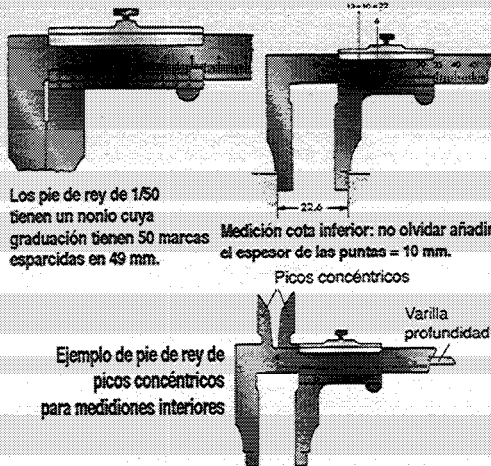 Los pie de rey de 1/50
tienen un nonio cuya
graduación tienen 50 marcas
esparcidas en 49 mm.
22,6
Medición cota inferior: no olvidar añadir
el espesor de las puntas = 10 mm.
Picos concéntricos
Varilla
profundidad
Ejemplo de pie de rey de
picos concéntricos
para medidiones interiores